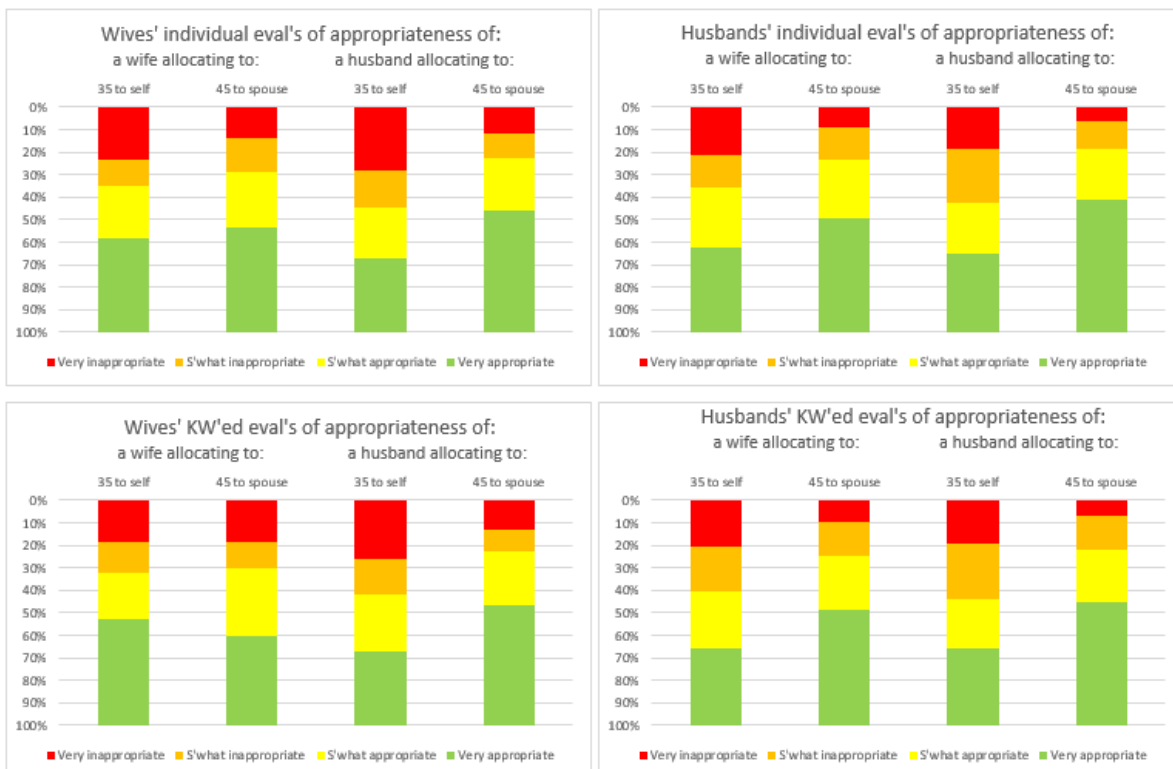 Wives' individual eval's of appropriateness of:
a wife allocating to: a husband allocating to:
35 to self 45 to spouse 35 to self 45 to spouse
0%
10%
20%
30%
40%
50%
60%
70%
80%
90%
100%
Very inappropriate S'what inappropriate S'what appropriate Very appropriate
Husbands' individual eval's of appropriateness of:
a wife allocating to: a husband allocating to:
35 to self 45 to spouse 35 to self 45 to spouse
0%
10%
20%
30%
40%
50%
60%
70%
80%
90%
100%
Very inappropriate S'what inappropriate S'what appropriate Very appropriate
Wives' KW'ed eval's of appropriateness of:
a wife allocating to: a husband allocating to:
35 to self 45 to spouse 35 to self 45 to spouse
0%
10%
20%
30%
40%
50%
60%
70%
80%
90%
100%
Very inappropriate S'what inappropriate S'what appropriate Very appropriate
Husbands' KW'ed eval's of appropriateness of:
a wife allocating to: a husband allocating to:
35 to self 45 to spouse 35 to self 45 to spouse
0%
10%
20%
30%
40%
50%
60%
70%
80%
90%
100%
Very inappropriate S'what inappropriate S'what appropriate Very appropriate